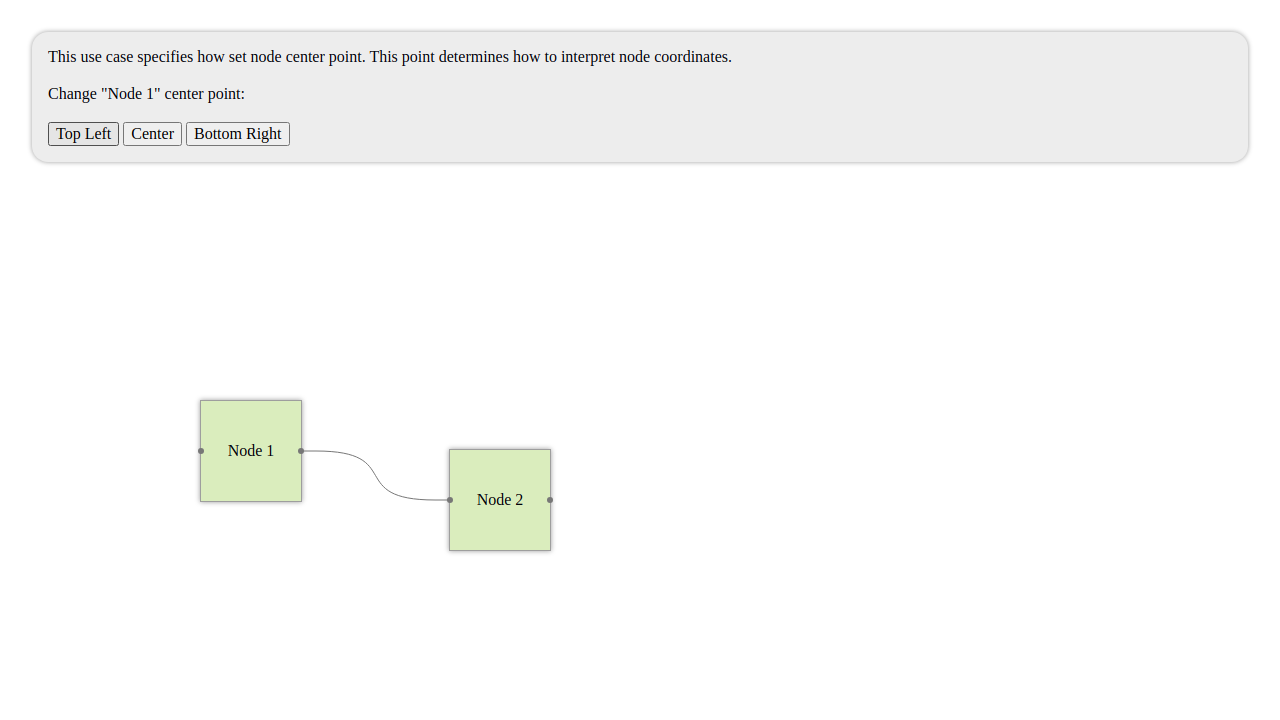 This use case specifies how set node center point. This point determines how to interpret node coordinates.
Change "Node 1" center point:
Top Left Center Bottom Right
Node 1
Node 2